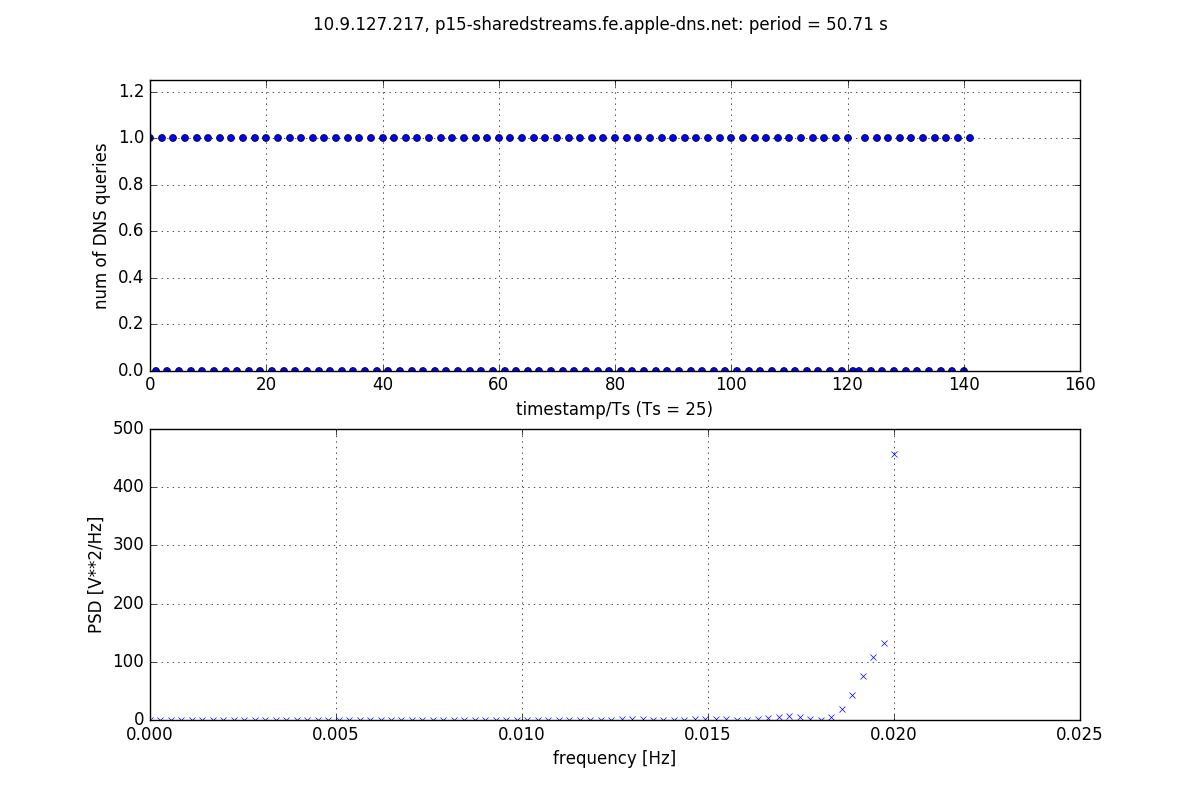 10.9.127.217, p15-sharedstreams.fe.apple-dns.net: period = 50.71 s
num of DNS queries
1.2
1.0
0.8
0.6
0.4
0.2
0.0
0 20 40 60 80 100 120 140 160
timestamp/Ts (Ts = 25)
PSD [V**2/Hz]
500
400
300
200
100
0
0.000 0.005 0.010 0.015 0.020 0.025
frequency [Hz]